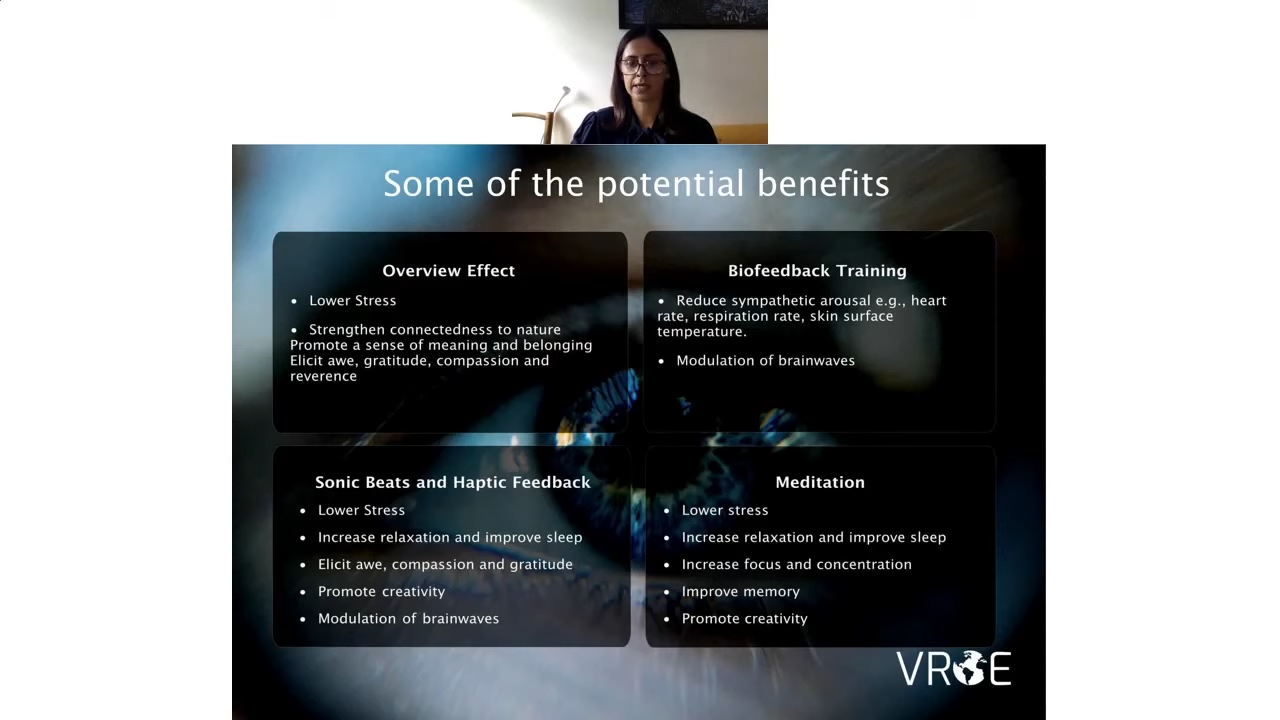 Some of the potential benefits
Overview Effect
• Lower Stress
• Strengthen connectedness to nature
Promote a sense of meaning and belonging
Elicit awe, gratitude, compassion and
reverence
Biofeedback Training
• Reduce sympathetic arousal e.g., heart
rate, respiration rate, skin surface
temperature.
• Modulation of brainwaves
Sonic Beats and Haptic Feedback
• Lower Stress
• Increase relaxation and improve sleep
• Elicit awe, compassion and gratitude
• Promote creativity
• Modulation of brainwaves
Meditation
• Lower stress
• Increase relaxation and improve sleep
• Increase focus and concentration
• Improve memory
• Promote creativity
VROE